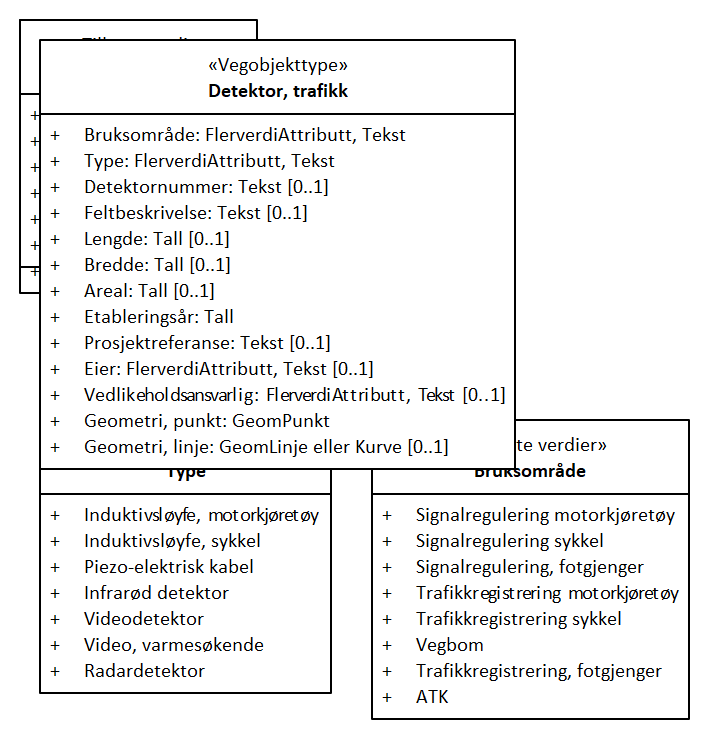 «Vegobjekttype»
Detektor, trafikk
+ Bruksområde: FlerverdiAttributt, Tekst
+ Type: FlerverdiAttributt, Tekst
+ Detektornummer: Tekst [0..1]
+ Feltbeskrivelse: Tekst [0..1]
+ Lengde: Tall [0..1]
+ Bredde: Tall [0..1]
+ Areal: Tall [0..1]
+ Etableringsår: Tall
+ Prosjektreferanse: Tekst [0..1]
+ Eier: FlerverdiAttributt, Tekst [0..1]
+ Vedlikeholdsansvarlig: FlerverdiAttributt, Tekst [0..1]
+ Geometri, punkt: GeomPunkt
+ Geometri, linje: GeomLinje eller Kurve [0..1]
Type
+ Induktivsløyfe, motorkjøretøy
+ Induktivsløyfe, sykkel
+ Piezo-elektrisk kabel
+ Infrarød detektor
+ Videodetektor
+ Video, varmesøkende
+ Radardetektor
verdier»
Bruksområde
+ Signalregulering motorkjøretøy
+ Signalregulering sykkel
+ Signalregulering, fotgjenger
+ Trafikkregistrering motorkjøretøy
+ Trafikkregistrering sykkel
+ Vegbom
+ Trafikkregistrering, fotgjenger
+ ATK